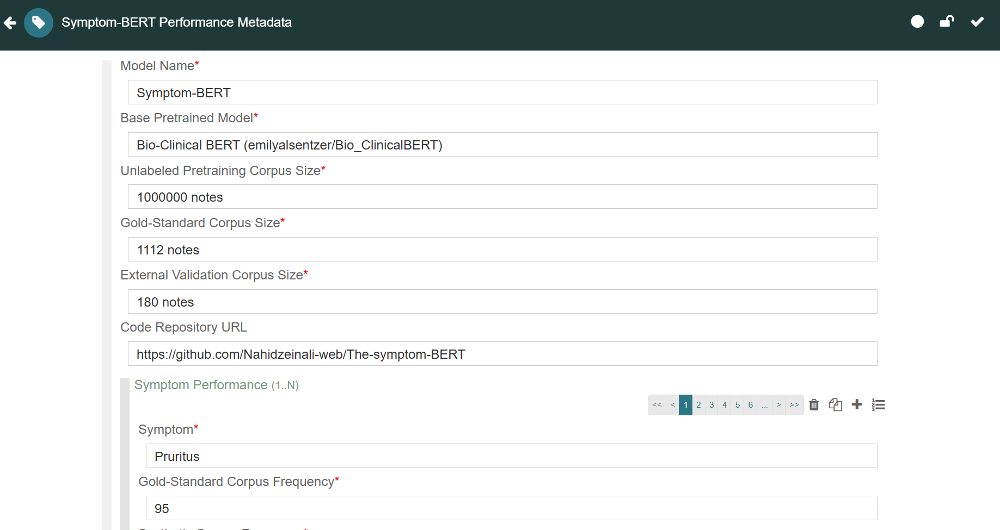 Symptom-BERT Performance Metadata
Model Name*
Symptom-BERT
Base Pretrained Model*
Bio-Clinical BERT (emilyalsentzer/Bio_ClinicalBERT)
Unlabeled Pretraining Corpus Size*
1000000 notes
Gold-Standard Corpus Size*
1112 notes
External Validation Corpus Size*
180 notes
Code Repository URL
https://github.com/Nahidzeinali-web/The-symptom-BERT
Symptom Performance (1..N)
<< < 1 2 3 4 5 6 ... > >>
Symptom*
Pruritus
Gold-Standard Corpus Frequency*
95